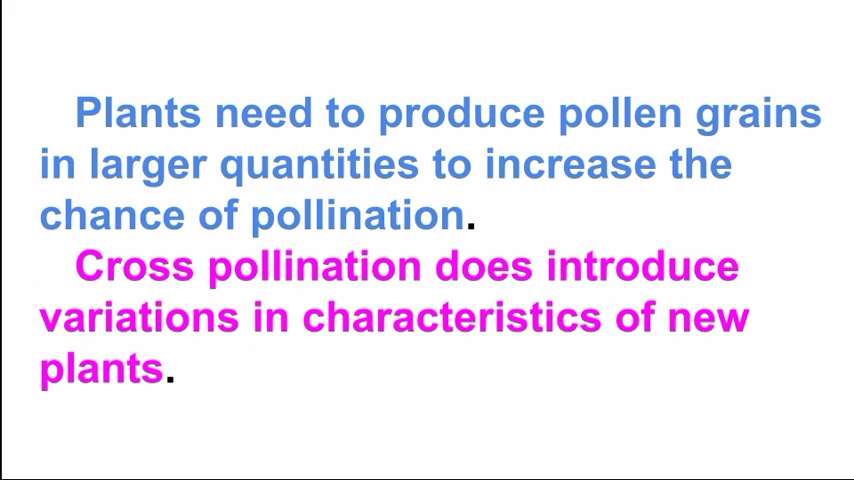 Plants need to produce pollen grains
in larger quantities to increase the
chance of pollination.
Cross pollination does introduce
variations in characteristics of new
plants.